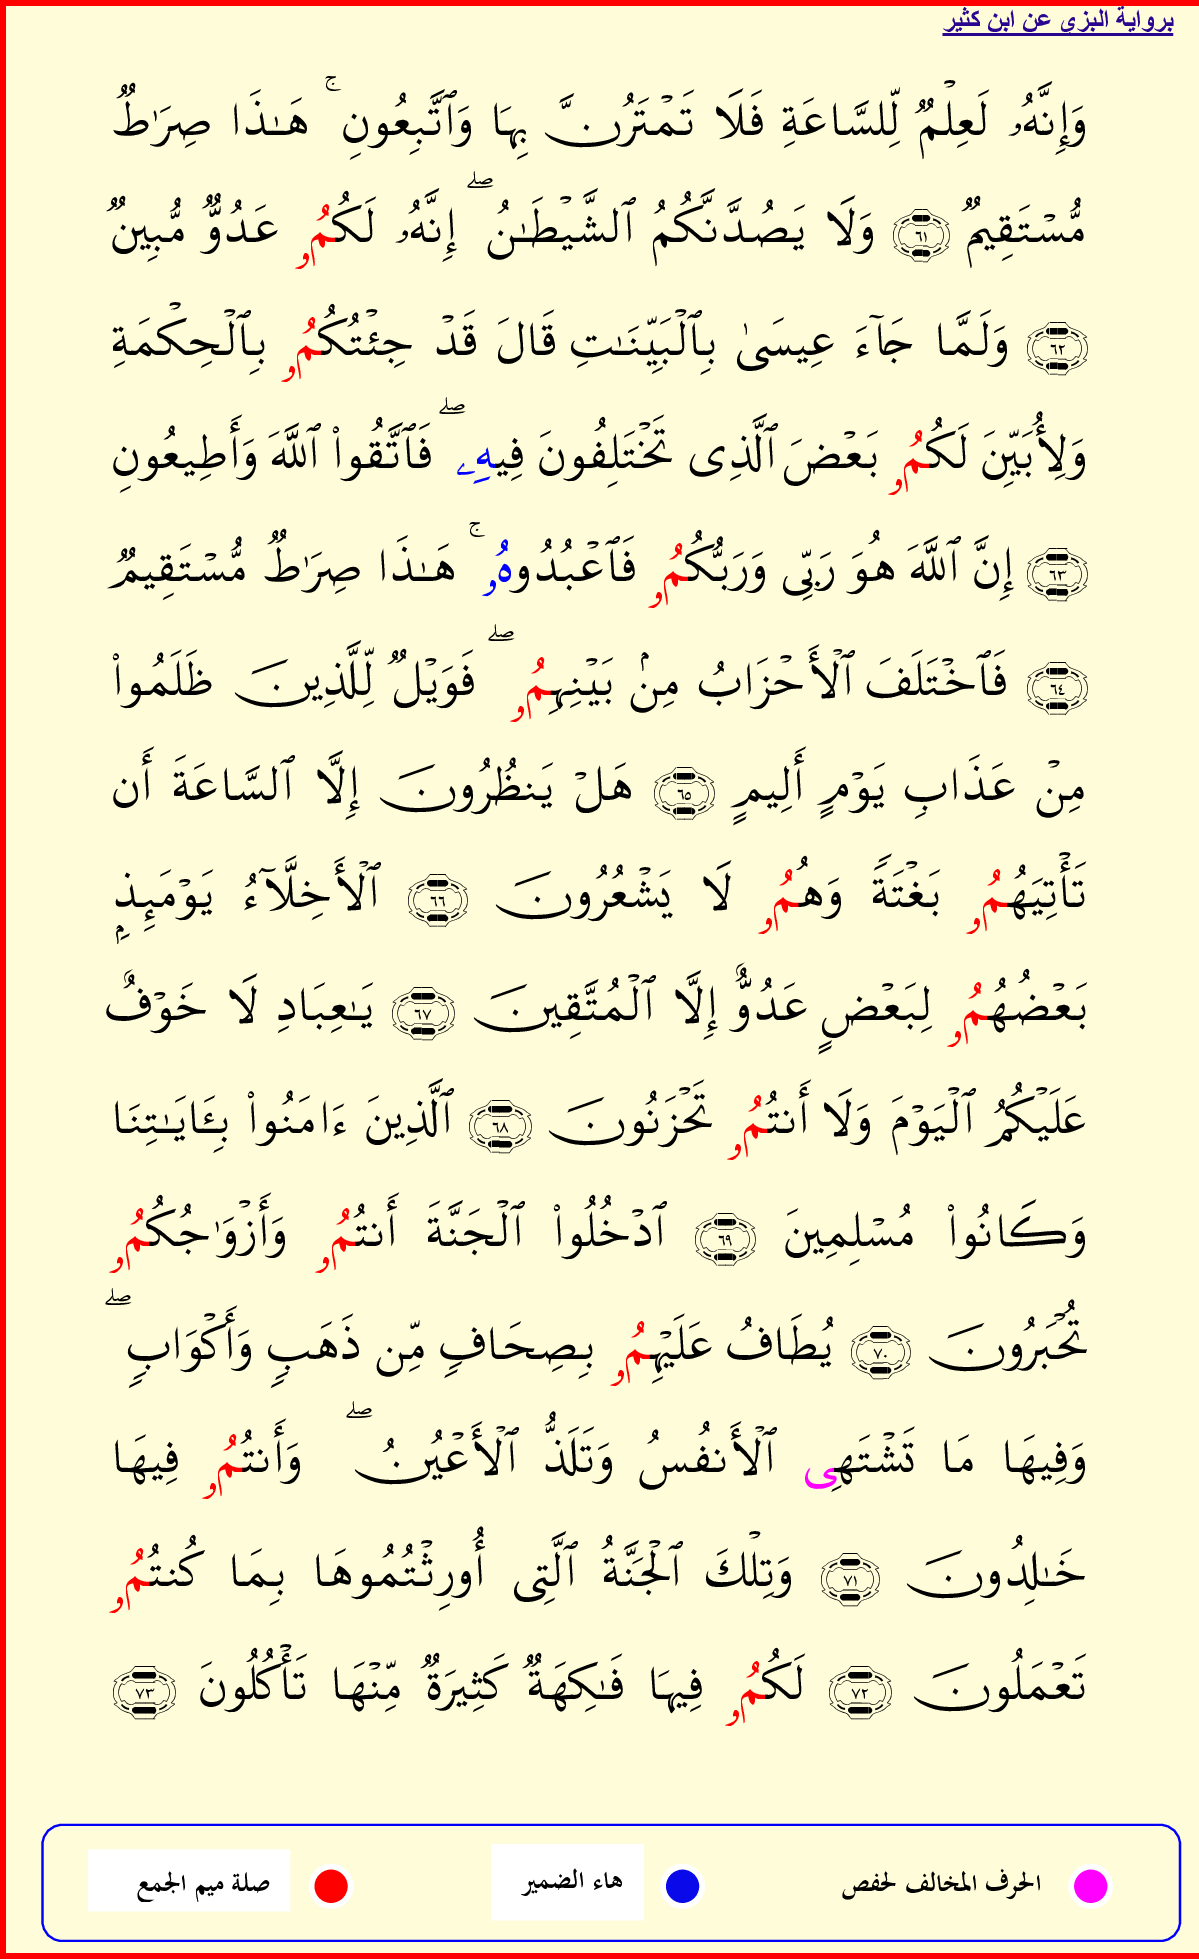 برواية البزي عن ابن كثير
وَإِنَّهُۥ لَعِلْمٌ لِّلسَّاعَةِ فَلَا تَمْتَرُنَّ بِهَا وَٱتَّبِعُونِ ۚ هَـٰذَا صِرَٰطٌ
مُّسْتَقِيمٌ ٦١ وَلَا يَصُدَّنَّكُمُ ٱلشَّيْطَـٰنُ ۖ إِنَّهُۥ لَكُمُۥ عَدُوٌّ مُّبِينٌ
٦٢ وَلَمَّا جَآءَ عِيسَىٰ بِٱلْبَيِّنَـٰتِ قَالَ قَدْ جِئْتُكُمُۥ بِٱلْحِكْمَةِ
وَلِأُبَيِّنَ لَكُمُۥ بَعْضَ ٱلَّذِى تَخْتَلِفُونَ فِيهِۦ ۖ فَٱتَّقُوا۟ ٱللَّهَ وَأَطِيعُونِ
٦٣ إِنَّ ٱللَّهَ هُوَ رَبِّى وَرَبُّكُمُۥ فَٱعْبُدُوهُۥ ۚ هَـٰذَا صِرَٰطٌ مُّسْتَقِيمٌ
٦٤ فَٱخْتَلَفَ ٱلْأَحْزَابُ مِنۢ بَيْنِهِمُۥ ۖ فَوَيْلٌ لِّلَّذِينَ ظَلَمُوا۟
مِنْ عَذَابِ يَوْمٍ أَلِيمٍ ٦٥ هَلْ يَنظُرُونَ إِلَّا ٱلسَّاعَةَ أَن
تَأْتِيَهُمُۥ بَغْتَةً وَهُمُۥ لَا يَشْعُرُونَ ٦٦ ٱلْأَخِلَّآءُ يَوْمَئِذِۭ
بَعْضُهُمُۥ لِبَعْضٍ عَدُوٌّ إِلَّا ٱلْمُتَّقِينَ ٦٧ يَـٰعِبَادِ لَا خَوْفٌ
عَلَيْكُمُ ٱلْيَوْمَ وَلَا أَنتُمُۥ تَحْزَنُونَ ٦٨ ٱلَّذِينَ ءَامَنُوا۟ بِـَٔايَـٰتِنَا
وَكَانُوا۟ مُسْلِمِينَ ٦٩ ٱدْخُلُوا۟ ٱلْجَنَّةَ أَنتُمُۥ وَأَزْوَٰجُكُمُۥ
تُحْبَرُونَ ٧٠ يُطَافُ عَلَيْهِمُۥ بِصِحَافٍ مِّن ذَهَبٍ وَأَكْوَابٍ ۖ
وَفِيهَا مَا تَشْتَهِى ٱلْأَنفُسُ وَتَلَذُّ ٱلْأَعْيُنُ ۖ وَأَنتُمُۥ فِيهَا
خَـٰلِدُونَ ٧١ وَتِلْكَ ٱلْجَنَّةُ ٱلَّتِى أُورِثْتُمُوهَا بِمَا كُنتُمُۥ
تَعْمَلُونَ ٧٢ لَكُمُۥ فِيهَا فَـٰكِهَةٌ كَثِيرَةٌ مِّنْهَا تَأْكُلُونَ ٧٣
الحرف المخالف لحفص هاء الضمير صلة ميم الجمع